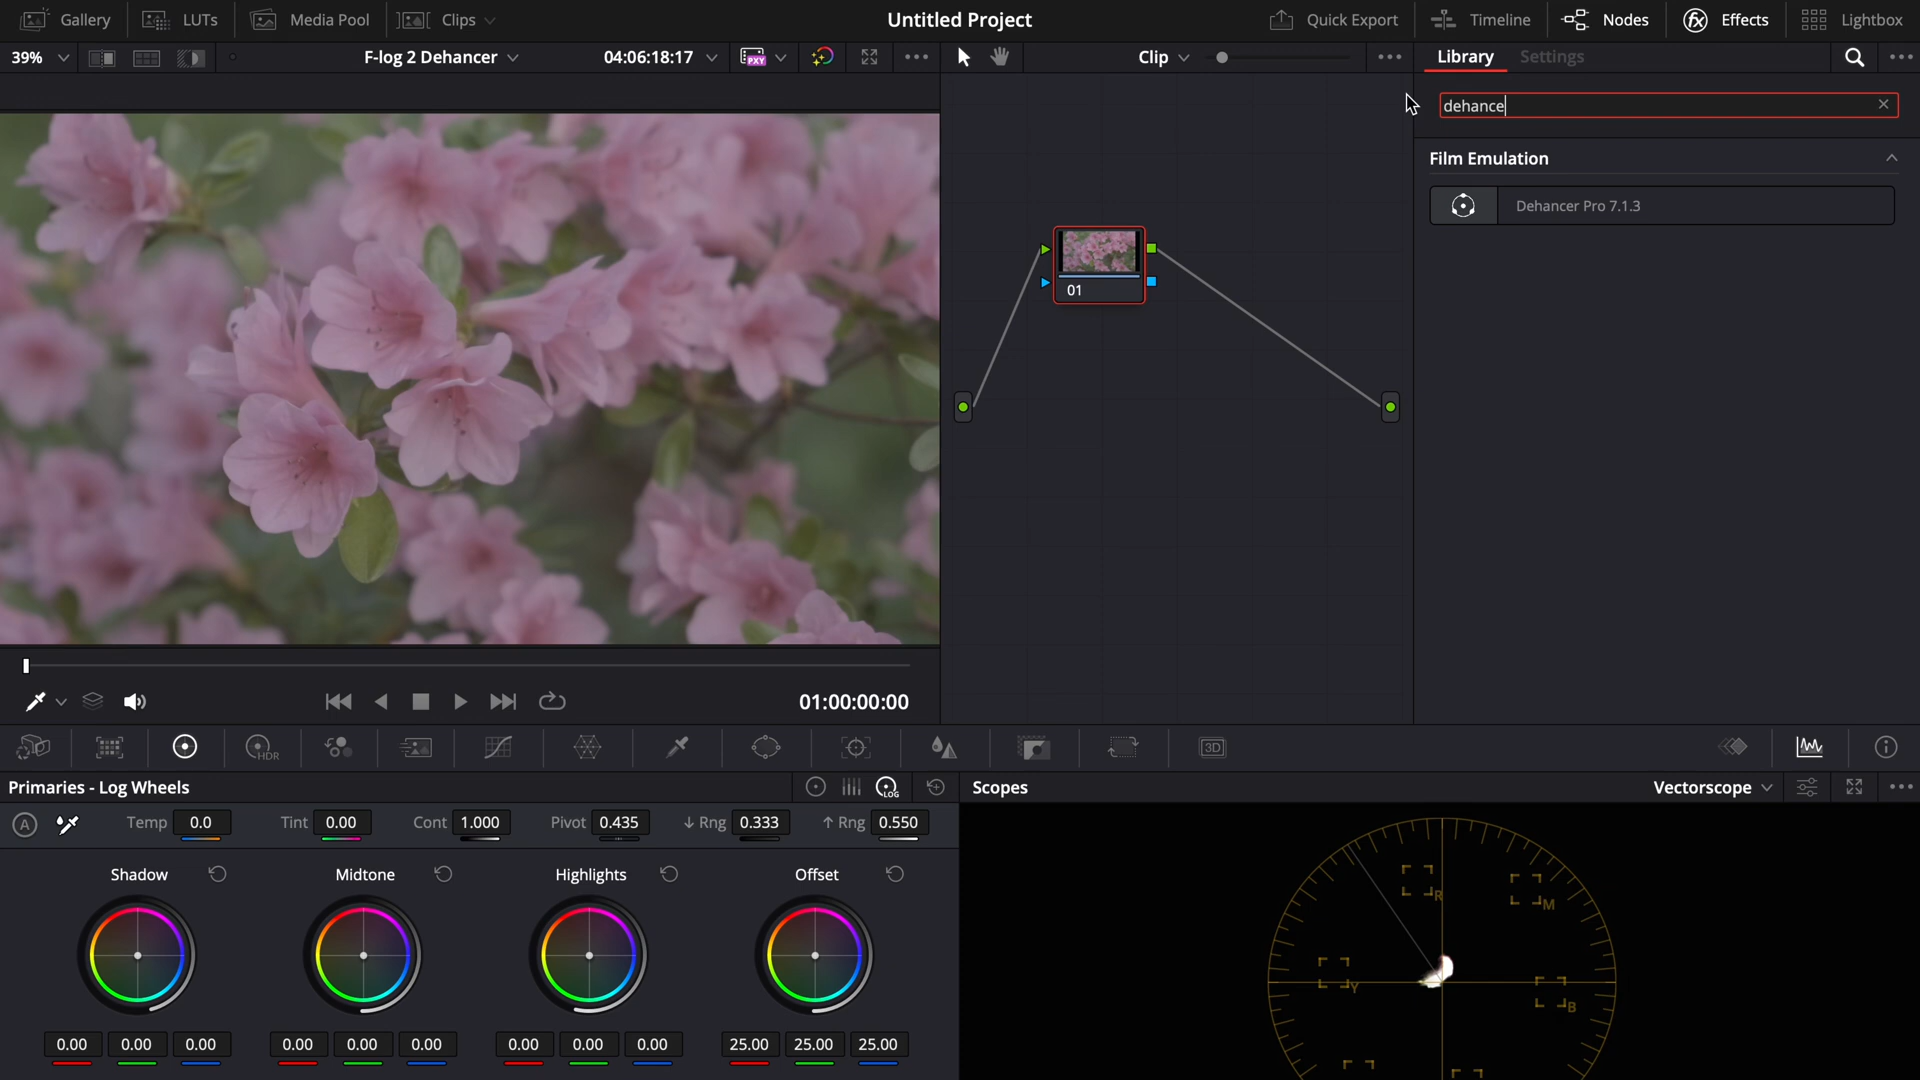 Gallery LUTs Media Pool Clips Untitled Project Quick Export Timeline Nodes Effects Lightbox
39% F-log 2 Dehancer 04:06:18:17 PXY Clip Library Settings
dehance
Film Emulation
Dehancer Pro 7.1.3
01
01:00:00:00
HDR 3D
Primaries - Log Wheels LOG Scopes Vectorscope
A Temp 0.0 Tint 0.00 Cont 1.000 Pivot 0.435 ↓ Rng 0.333 ↑ Rng 0.550
Shadow Midtone Highlights Offset
R M
Y B
0.00 0.00 0.00 0.00 0.00 0.00 0.00 0.00 0.00 25.00 25.00 25.00